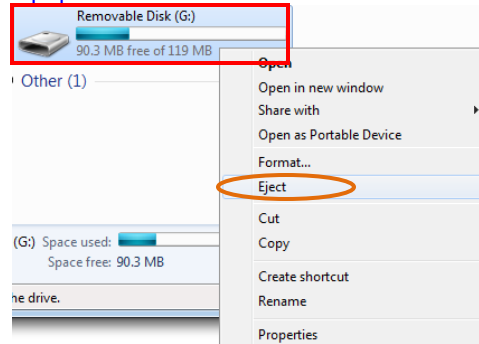 Removable Disk (G:)
90.3 MB free of 119 MB
Other (1)
Open
Open in new window
Share with
Open as Portable Device
Format...
Eject
Cut
Copy
Create shortcut
Rename
Properties
(G:) Space used:
Space free: 90.3 MB
he drive.